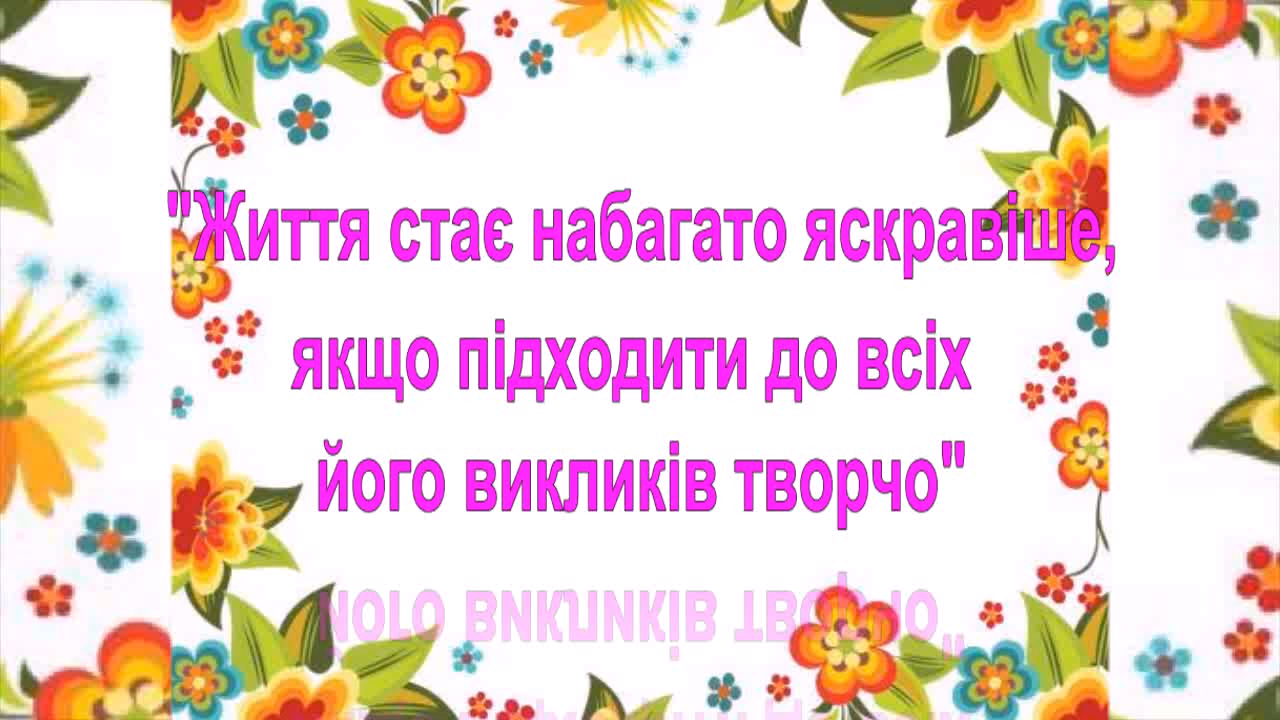 "Життя стає набагато яскравіше,
якщо підходити до всіх
його викликів творчо"